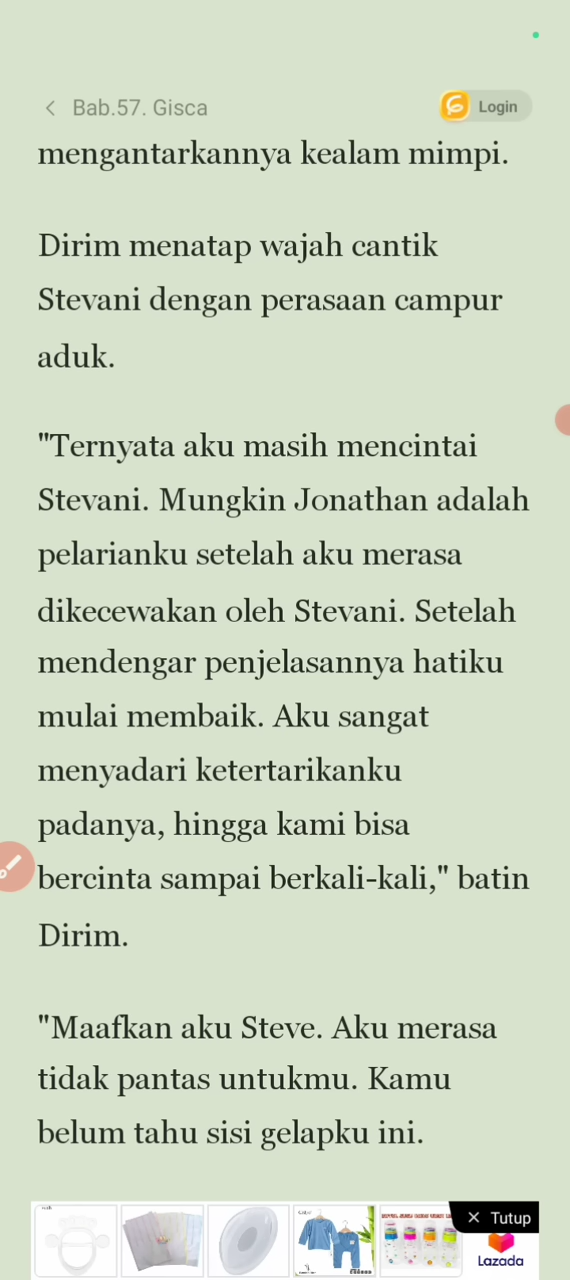 Bab.57. Gisca
Login
mengantarkannya kealam mimpi.
Dirim menatap wajah cantik
Stevani dengan perasaan campur
aduk.
"Ternyata aku masih mencintai
Stevani. Mungkin Jonathan adalah
pelarianku setelah aku merasa
dikecewakan oleh Stevani. Setelah
mendengar penjelasannya hatiku
mulai membaik. Aku sangat
menyadari ketertarikanku
padanya, hingga kami bisa
bercinta sampai berkali-kali," batin
Dirim.
"Maafkan aku Steve. Aku merasa
tidak pantas untukmu. Kamu
belum tahu sisi gelapku ini.
Tutup
Lazada